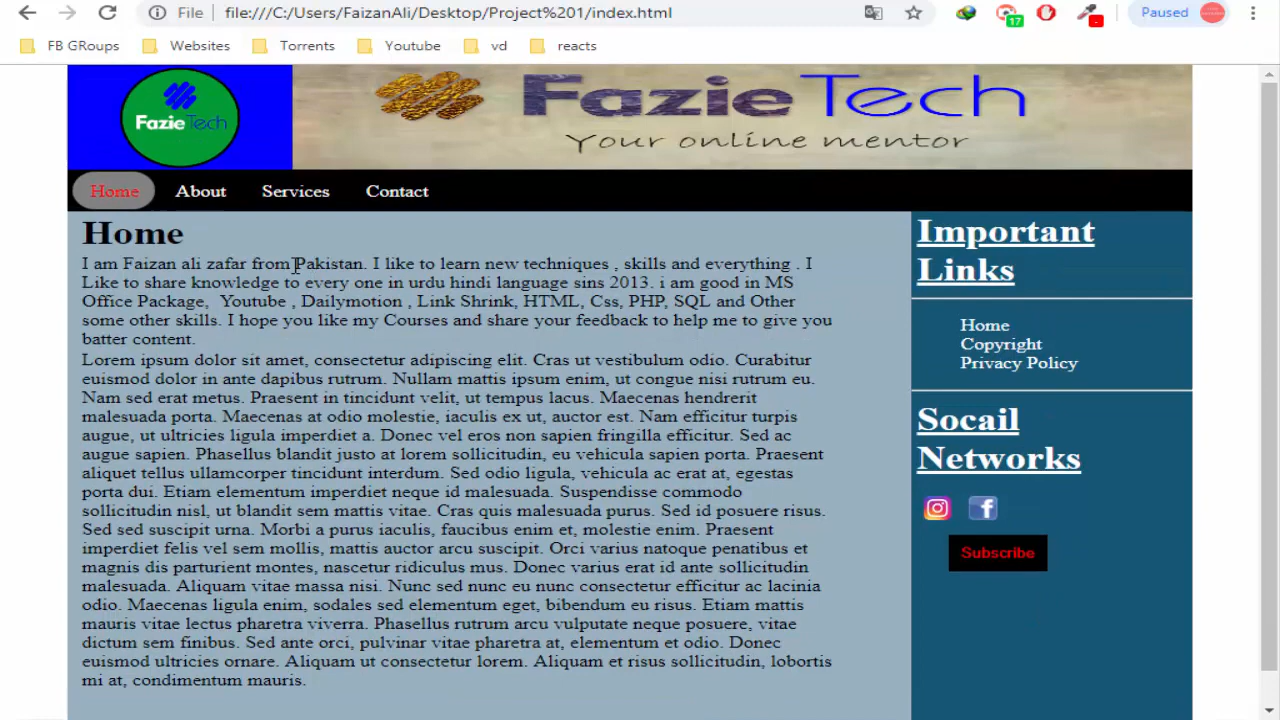 File file:///C:/Users/FaizanAli/Desktop/Project%201/index.html Paused
17
FB GRoups Websites Torrents Youtube vd reacts
FazieTech
FazieTech
Your online mentor
Home About Services Contact
Home
I am Faizan ali zafar from Pakistan. I like to learn new techniques , skills and everything . I
Like to share knowledge to every one in urdu hindi language sins 2013. i am good in MS
Office Package, Youtube , Dailymotion , Link Shrink, HTML, Css, PHP, SQL and Other
some other skills. I hope you like my Courses and share your feedback to help me to give you
batter content.
Lorem ipsum dolor sit amet, consectetur adipiscing elit. Cras ut vestibulum odio. Curabitur
euismod dolor in ante dapibus rutrum. Nullam mattis ipsum enim, ut congue nisi rutrum eu.
Nam sed erat metus. Praesent in tincidunt velit, ut tempus lacus. Maecenas hendrerit
malesuada porta. Maecenas at odio molestie, iaculis ex ut, auctor est. Nam efficitur turpis
augue, ut ultricies ligula imperdiet a. Donec vel eros non sapien fringilla efficitur. Sed ac
augue sapien. Phasellus blandit justo at lorem sollicitudin, eu vehicula sapien porta. Praesent
aliquet tellus ullamcorper tincidunt interdum. Sed odio ligula, vehicula ac erat at, egestas
porta dui. Etiam elementum imperdiet neque id malesuada. Suspendisse commodo
sollicitudin nisl, ut blandit sem mattis vitae. Cras quis malesuada purus. Sed id posuere risus.
Sed sed suscipit urna. Morbi a purus iaculis, faucibus enim et, molestie enim. Praesent
imperdiet felis vel sem mollis, mattis auctor arcu suscipit. Orci varius natoque penatibus et
magnis dis parturient montes, nascetur ridiculus mus. Donec varius erat id ante sollicitudin
malesuada. Aliquam vitae massa nisi. Nunc sed nunc eu nunc consectetur efficitur ac lacinia
odio. Maecenas ligula enim, sodales sed elementum eget, bibendum eu risus. Etiam mattis
mauris vitae lectus pharetra viverra. Phasellus rutrum arcu vulputate neque posuere, vitae
dictum sem finibus. Sed ante orci, pulvinar vitae pharetra at, elementum et odio. Donec
euismod ultricies ornare. Aliquam ut consectetur lorem. Aliquam et risus sollicitudin, lobortis
mi at, condimentum mauris.
Important
Links
Home
Copyright
Privacy Policy
Socail
Networks
Subscribe